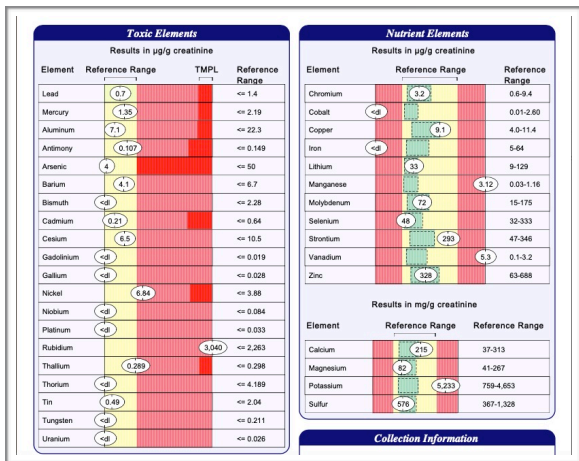 Toxic Elements
Results in µg/g creatinine
Element Reference Range TMPL Reference Range
Lead 0.7 <= 1.4
Mercury 1.35 <= 2.19
Aluminum 7.1 <= 22.3
Antimony 0.107 <= 0.149
Arsenic 4 <= 50
Barium 4.1 <= 6.7
Bismuth <dl <= 2.28
Cadmium 0.21 <= 0.64
Cesium 6.5 <= 10.5
Gadolinium <dl <= 0.019
Gallium <dl <= 0.028
Nickel 6.84 <= 3.88
Niobium <dl <= 0.084
Platinum <dl <= 0.033
Rubidium 3,040 <= 2,263
Thallium 0.289 <= 0.298
Thorium <dl <= 4.189
Tin 0.49 <= 2.04
Tungsten <dl <= 0.211
Uranium <dl <= 0.026
Nutrient Elements
Results in µg/g creatinine
Element Reference Range Reference Range
Chromium 3.2 0.6-9.4
Cobalt <dl 0.01-2.60
Copper 9.1 4.0-11.4
Iron <dl 5-64
Lithium 33 9-129
Manganese 3.12 0.03-1.16
Molybdenum 72 15-175
Selenium 48 32-333
Strontium 293 47-346
Vanadium 5.3 0.1-3.2
Zinc 328 63-688
Results in mg/g creatinine
Element Reference Range Reference Range
Calcium 215 37-313
Magnesium 82 41-267
Potassium 5,233 759-4,653
Sulfur 576 367-1,328
Collection Information